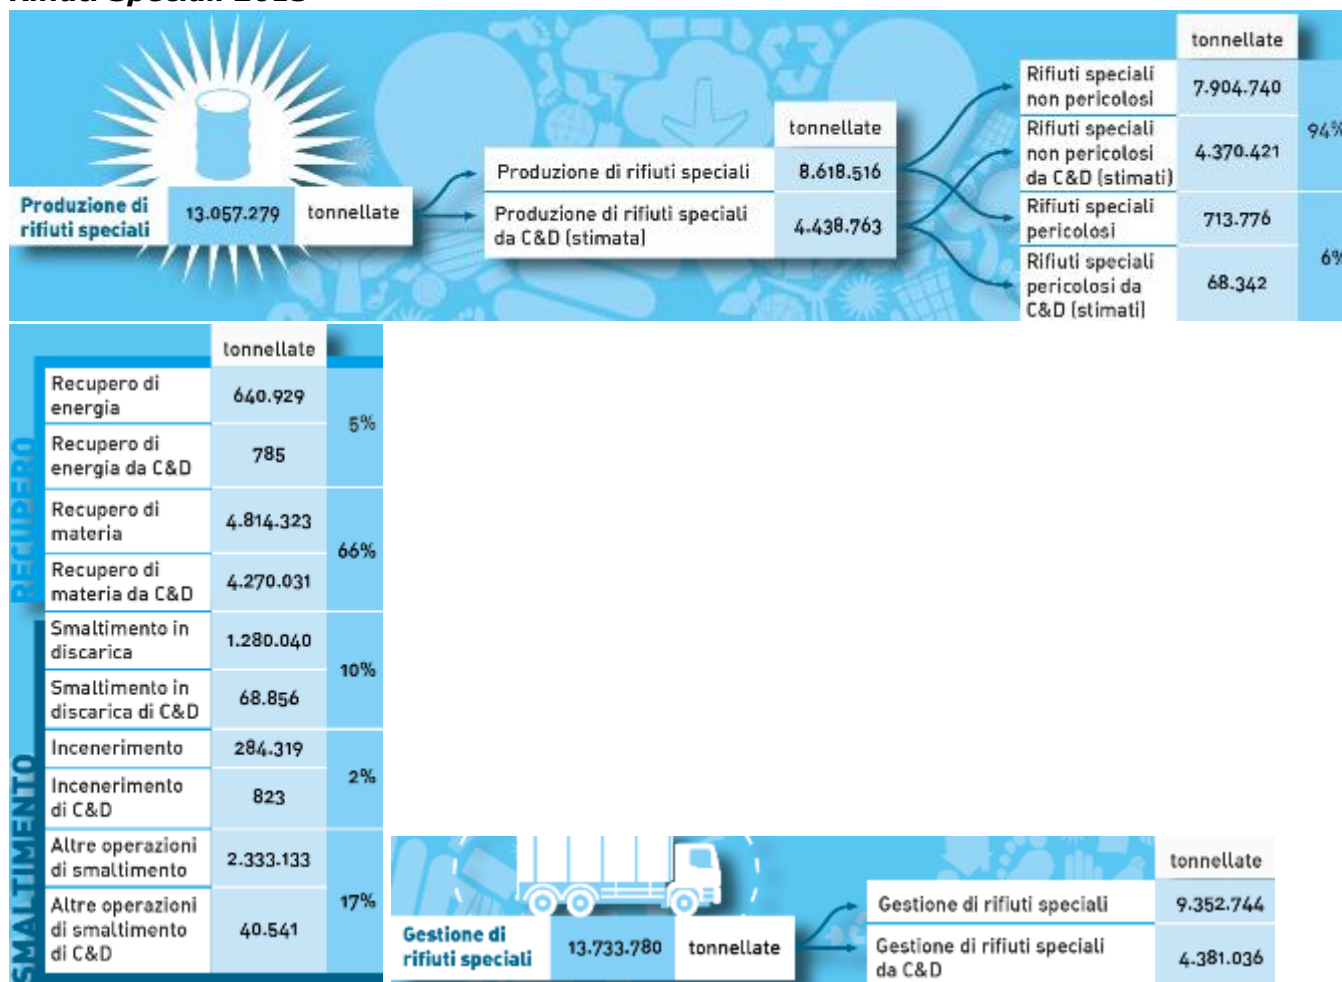 tonnellate
Rifiuti speciali
non pericolosi
7.904.740
Rifiuti speciali
non pericolosi
da C&D (stimati)
4.370.421
94%
Rifiuti speciali
pericolosi
713.776
Rifiuti speciali
pericolosi da
C&D (stimati)
68.342
6%
tonnellate
Produzione di rifiuti speciali
8.618.516
Produzione di rifiuti speciali
da C&D (stimata)
4.438.763
Produzione di
rifiuti speciali
13.057.279
tonnellate
tonnellate
RECUPERO
Recupero di
energia
640.929
Recupero di
energia da C&D
785
5%
Recupero di
materia
4.814.323
Recupero di
materia da C&D
4.270.031
66%
SMALTIMENTO
Smaltimento in
discarica
1.280.040
Smaltimento in
discarica di C&D
68.856
10%
Incenerimento
284.319
Incenerimento
di C&D
823
2%
Altre operazioni
di smaltimento
2.333.133
Altre operazioni
di smaltimento
di C&D
40.541
17%
Gestione di
rifiuti speciali
13.733.780
tonnellate
tonnellate
Gestione di rifiuti speciali
9.352.744
Gestione di rifiuti speciali
da C&D
4.381.036